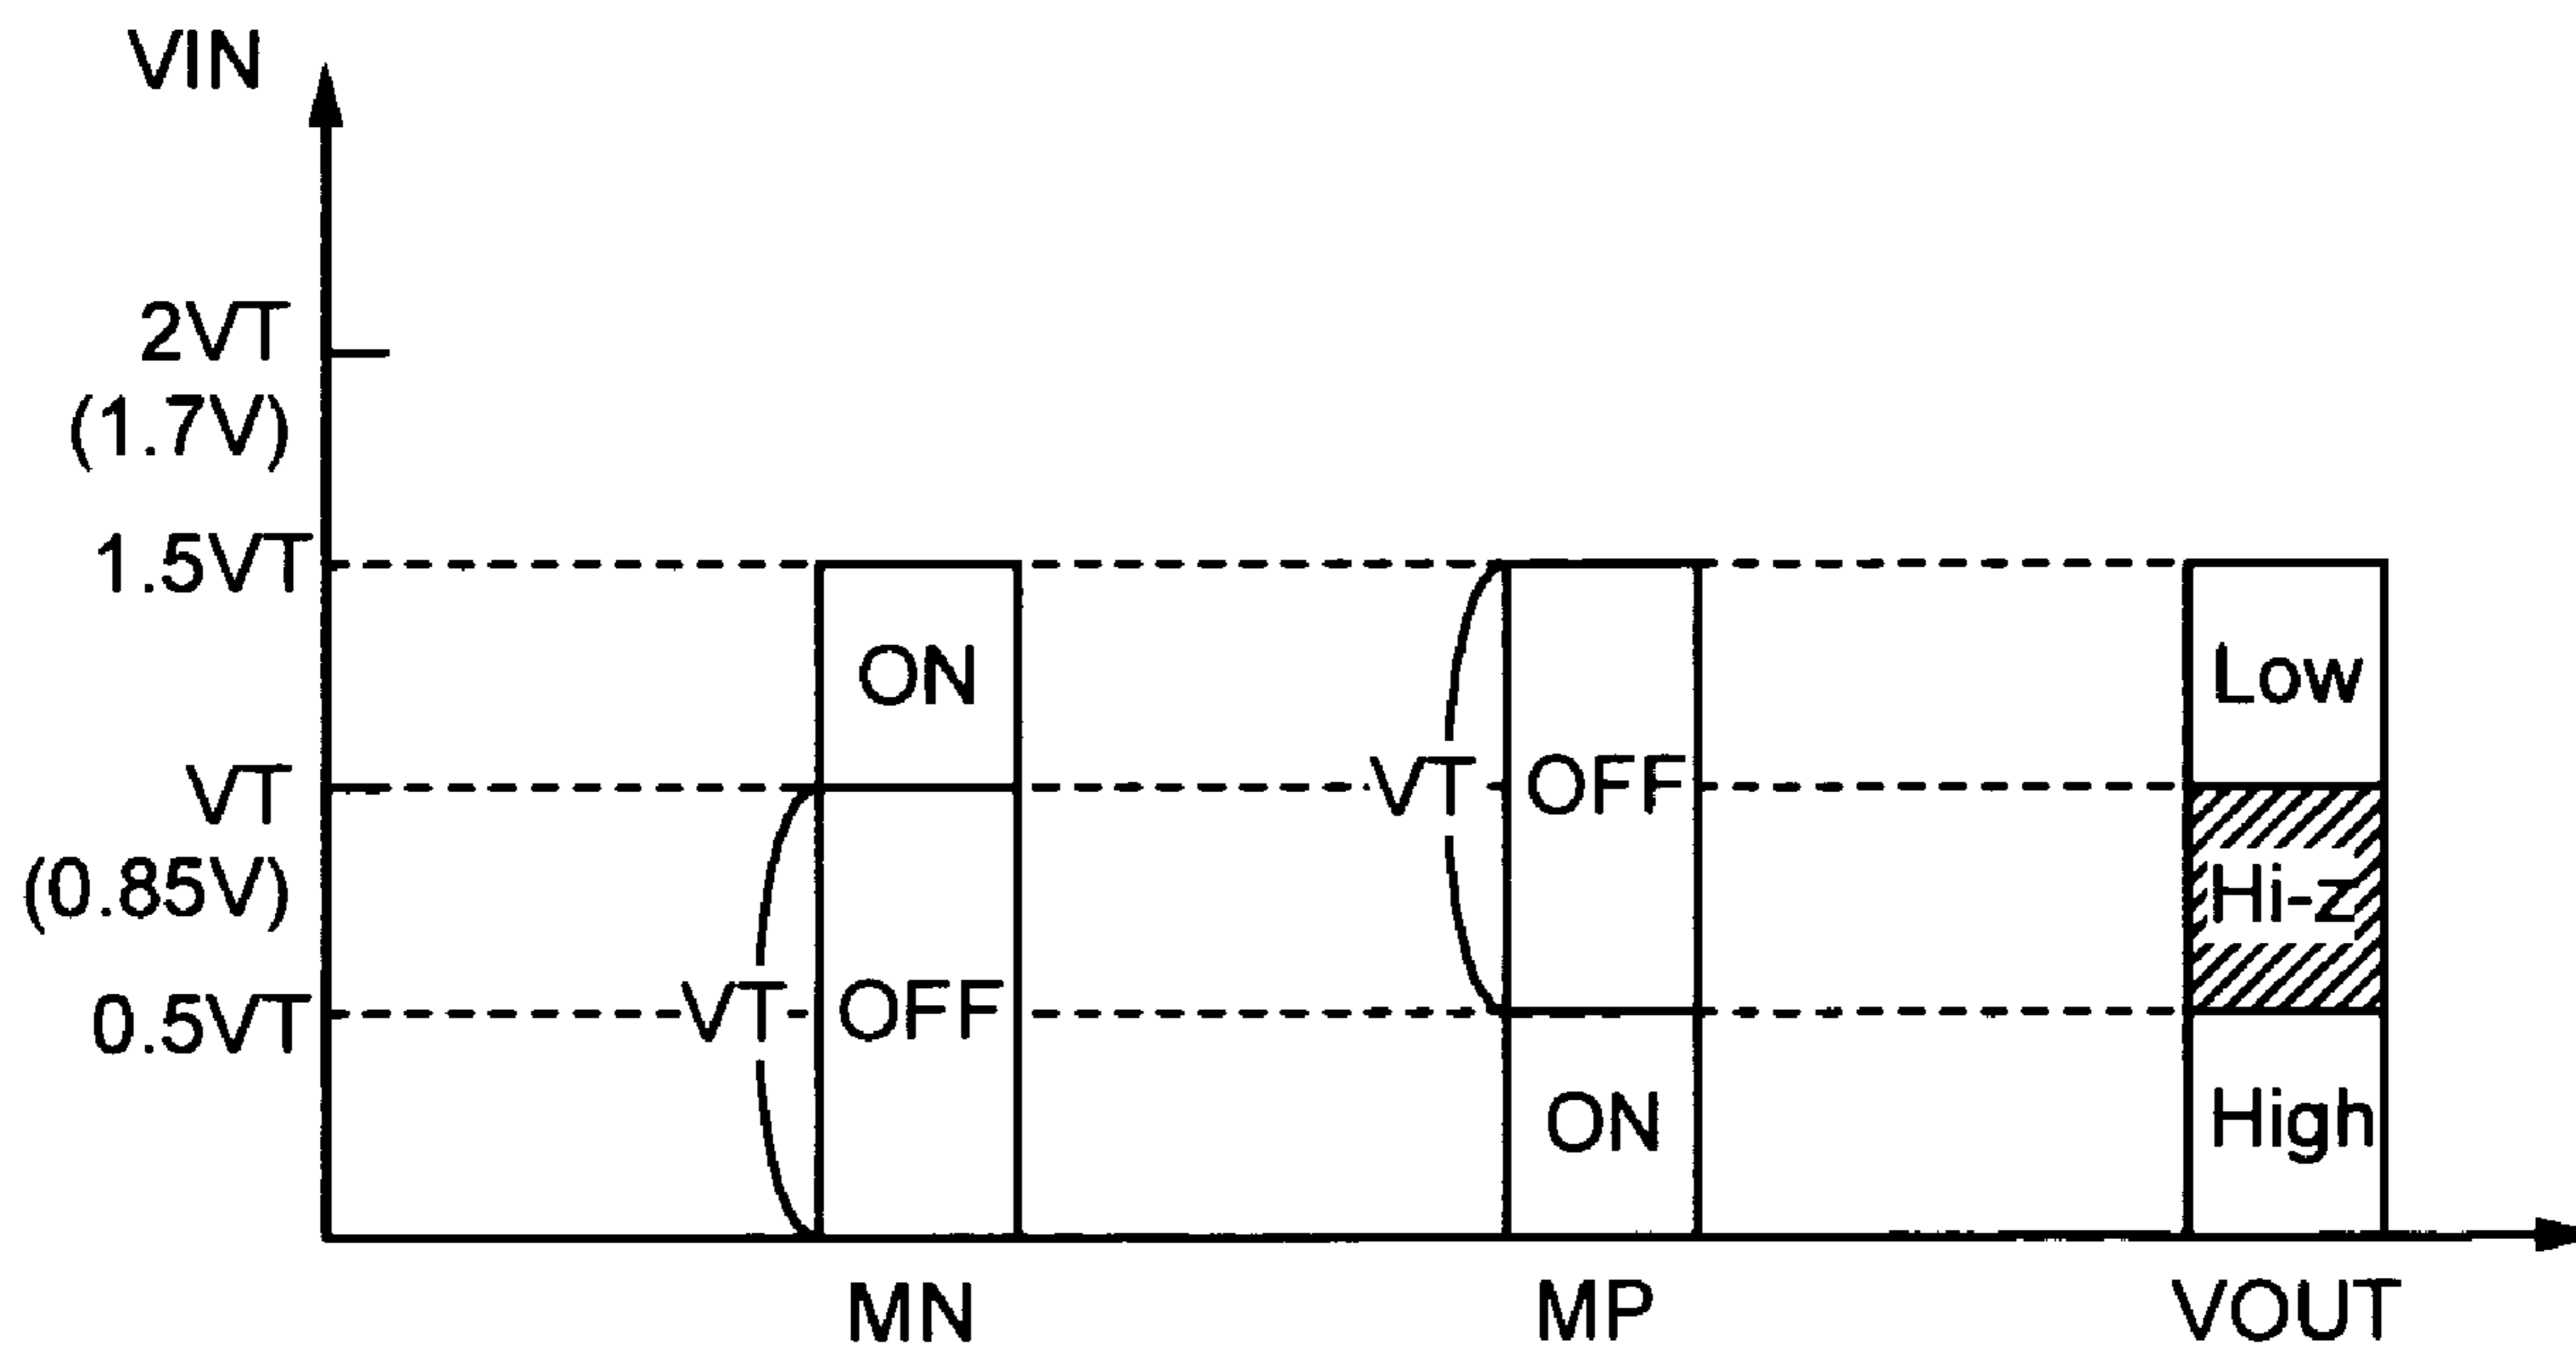 VIN
2VT
(1.7V)
1.5VT
ON
Low
VT
VT
OFF
(0.85V)
Hi-z
0.5VT
VT
OFF
ON
High
MN
MP
VOUT